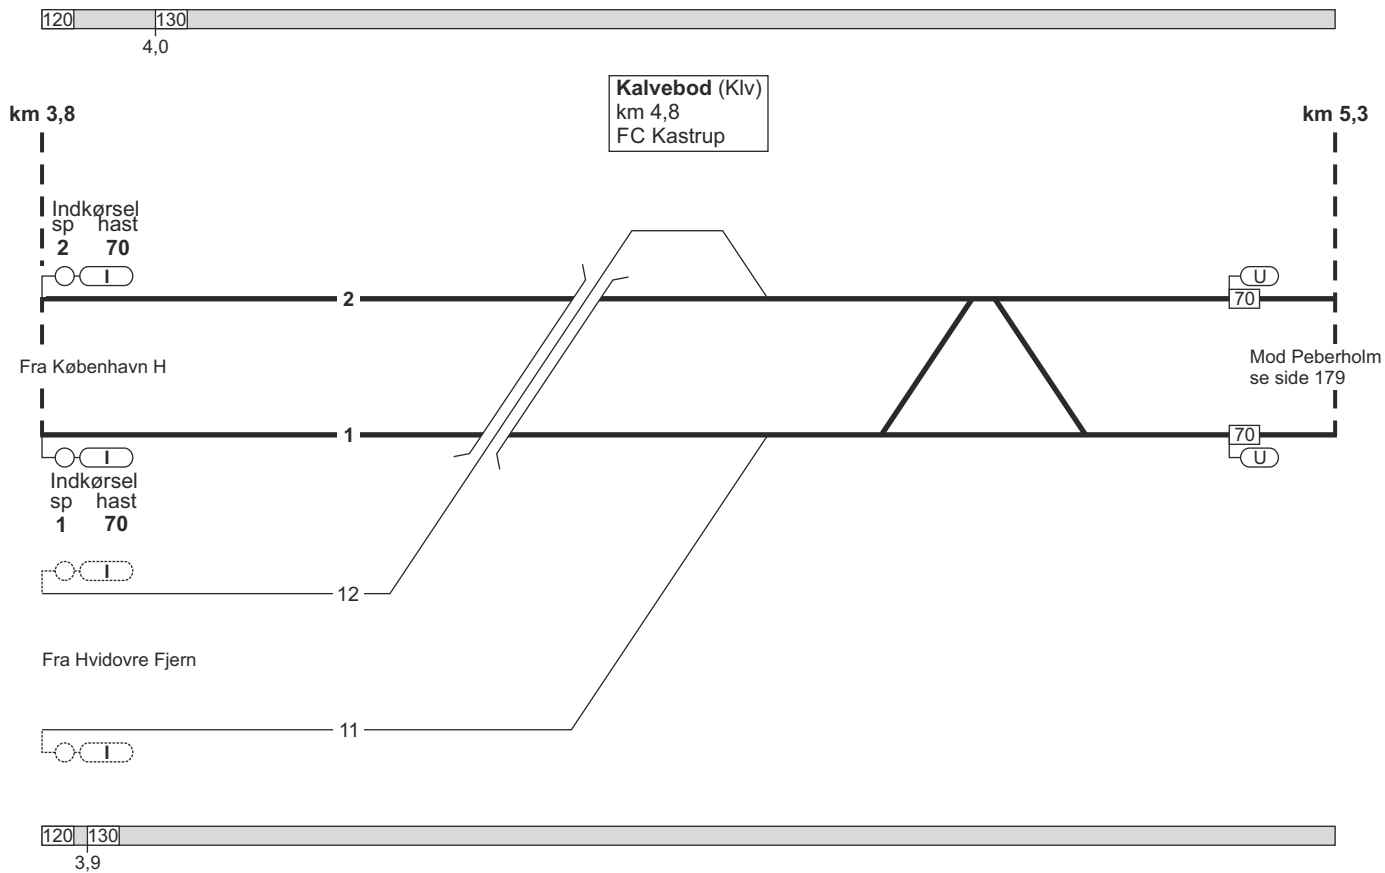 120 130
4,0
Kalvebod (Klv)
km 4,8
FC Kastrup
km 3,8
km 5,3
Indkørsel
sp hast
2 70
I
U
2
70
Fra København H
Mod Peberholm
se side 179
1
70
I
U
Indkørsel
sp hast
1 70
I
12
Fra Hvidovre Fjern
11
I
120 130
3,9